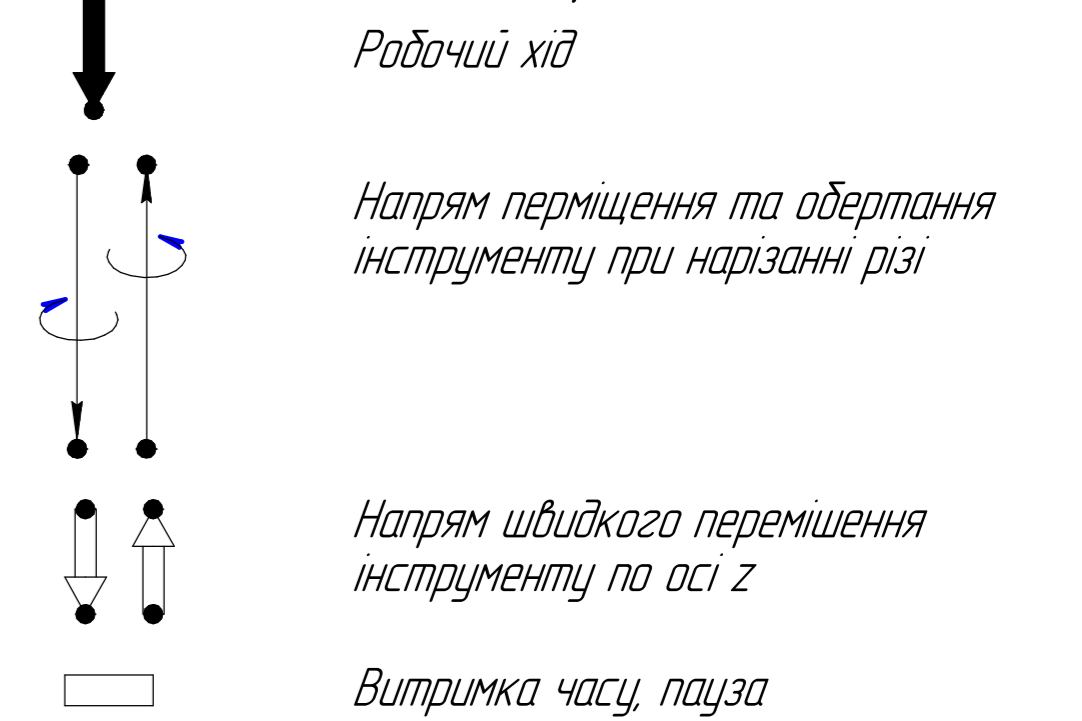 Робочий хід
Напрям перміщення та обертання
інструменту при нарізанні різі
Напрям швидкого перемішення
інструменту по осі z
Витримка часу, пауза